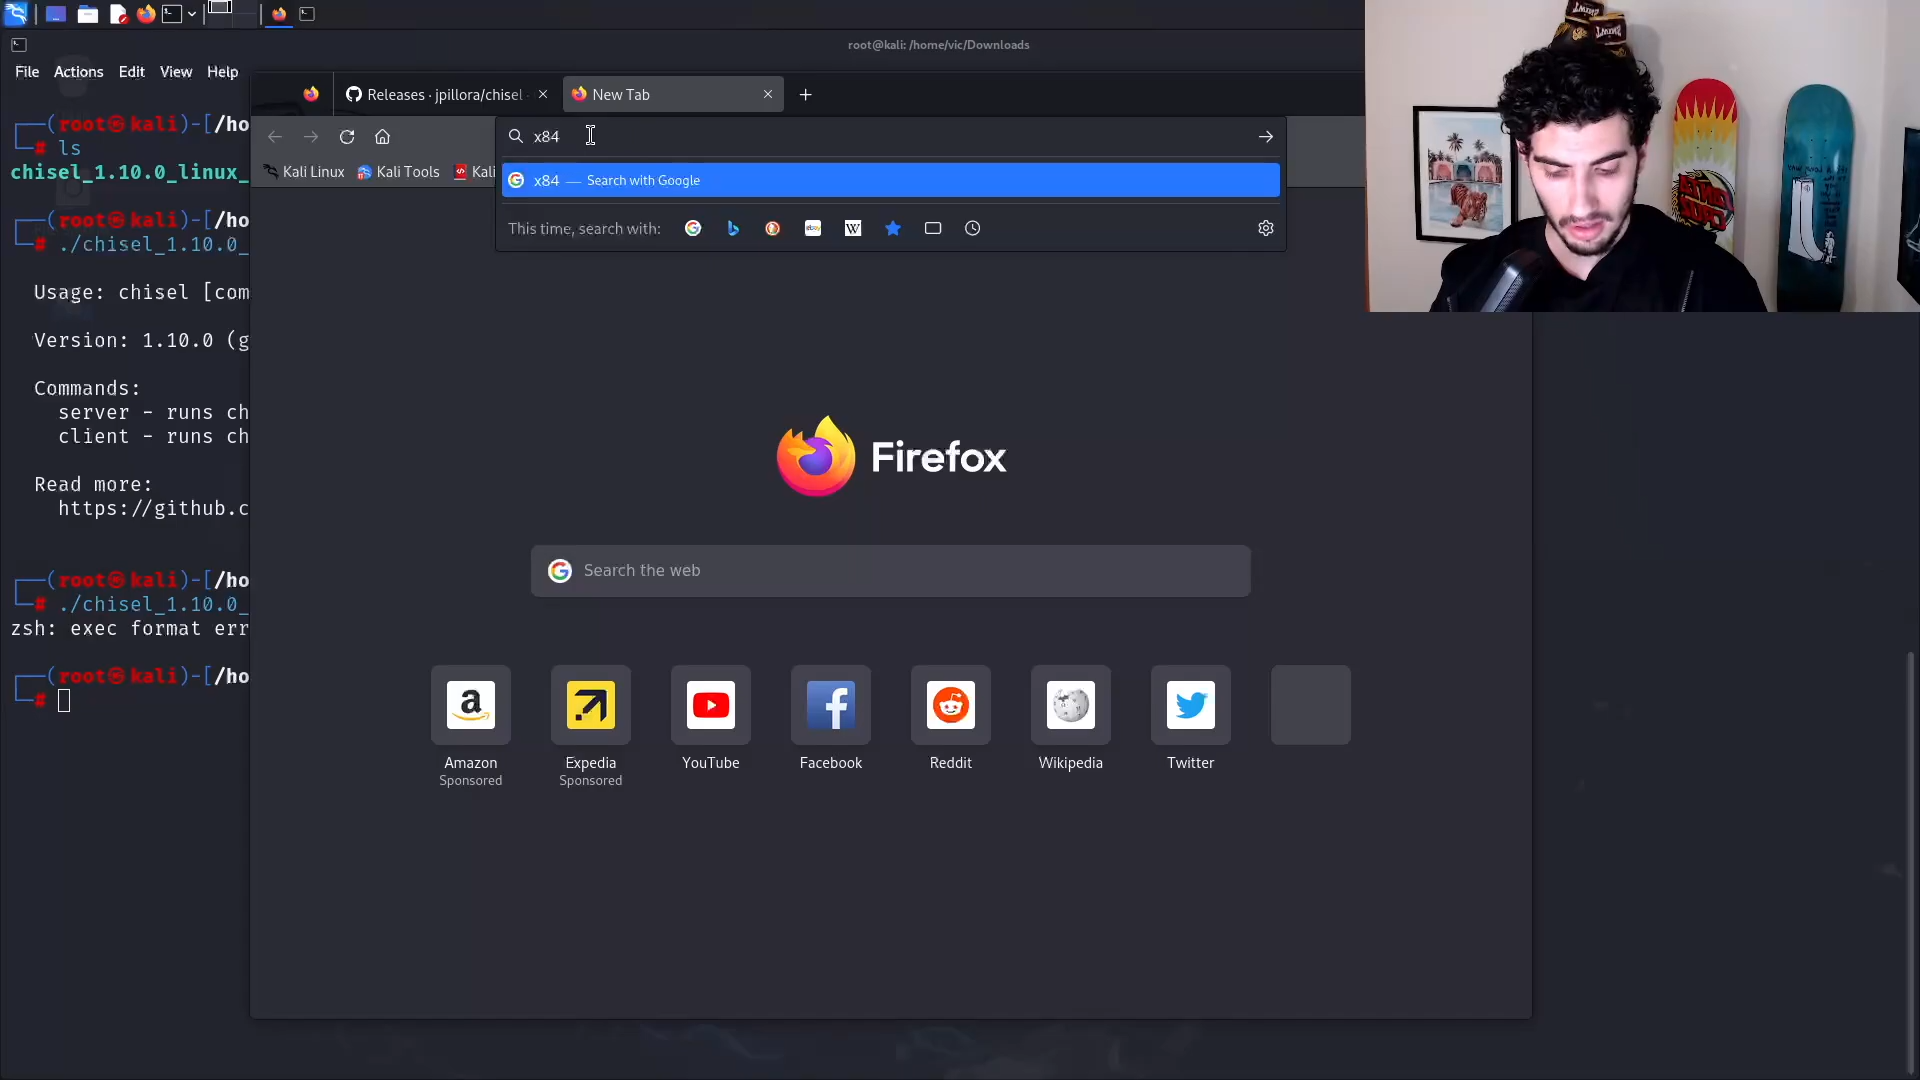 root@kali: /home/vic/Downloads
File Actions Edit View Help
Releases · jpillora/chisel
New Tab
x84
Kali Linux
Kali Tools
Kali
x84 — Search with Google
This time, search with:
ebay
W
(root㉿kali)-[/ho
# ls
chisel_1.10.0_linux_
(root㉿kali)-[/ho
# ./chisel_1.10.0_
Usage: chisel [com
Version: 1.10.0 (g
Commands:
server - runs ch
client - runs ch
Read more:
https://github.c
(root㉿kali)-[/ho
# ./chisel_1.10.0_
zsh: exec format err
(root㉿kali)-[/ho
#
Firefox
Search the web
Amazon
Sponsored
Expedia
Sponsored
YouTube
Facebook
Reddit
Wikipedia
Twitter